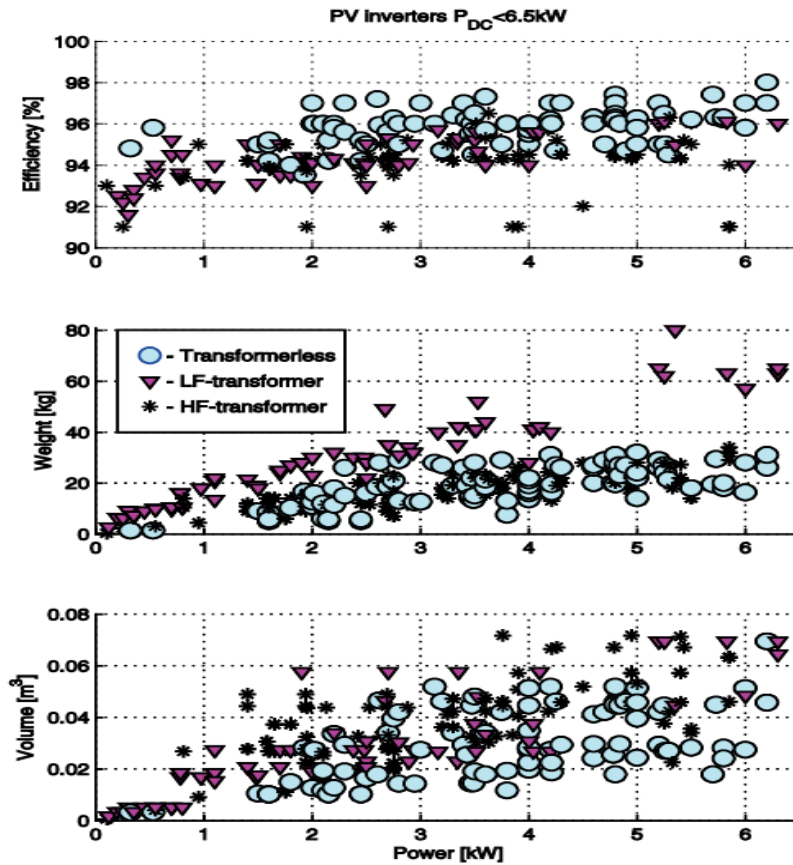 PV inverters P_DC<6.5kW
100
98
96
94
92
90
Efficiency [%]
0 1 2 3 4 5 6
80
60
40
20
0
Weight [kg]
- Transformerless
- LF-transformer
- HF-transformer
0 1 2 3 4 5 6
0.08
0.06
0.04
0.02
0
Volume [m³]
0 1 2 3 4 5 6
Power [kW]